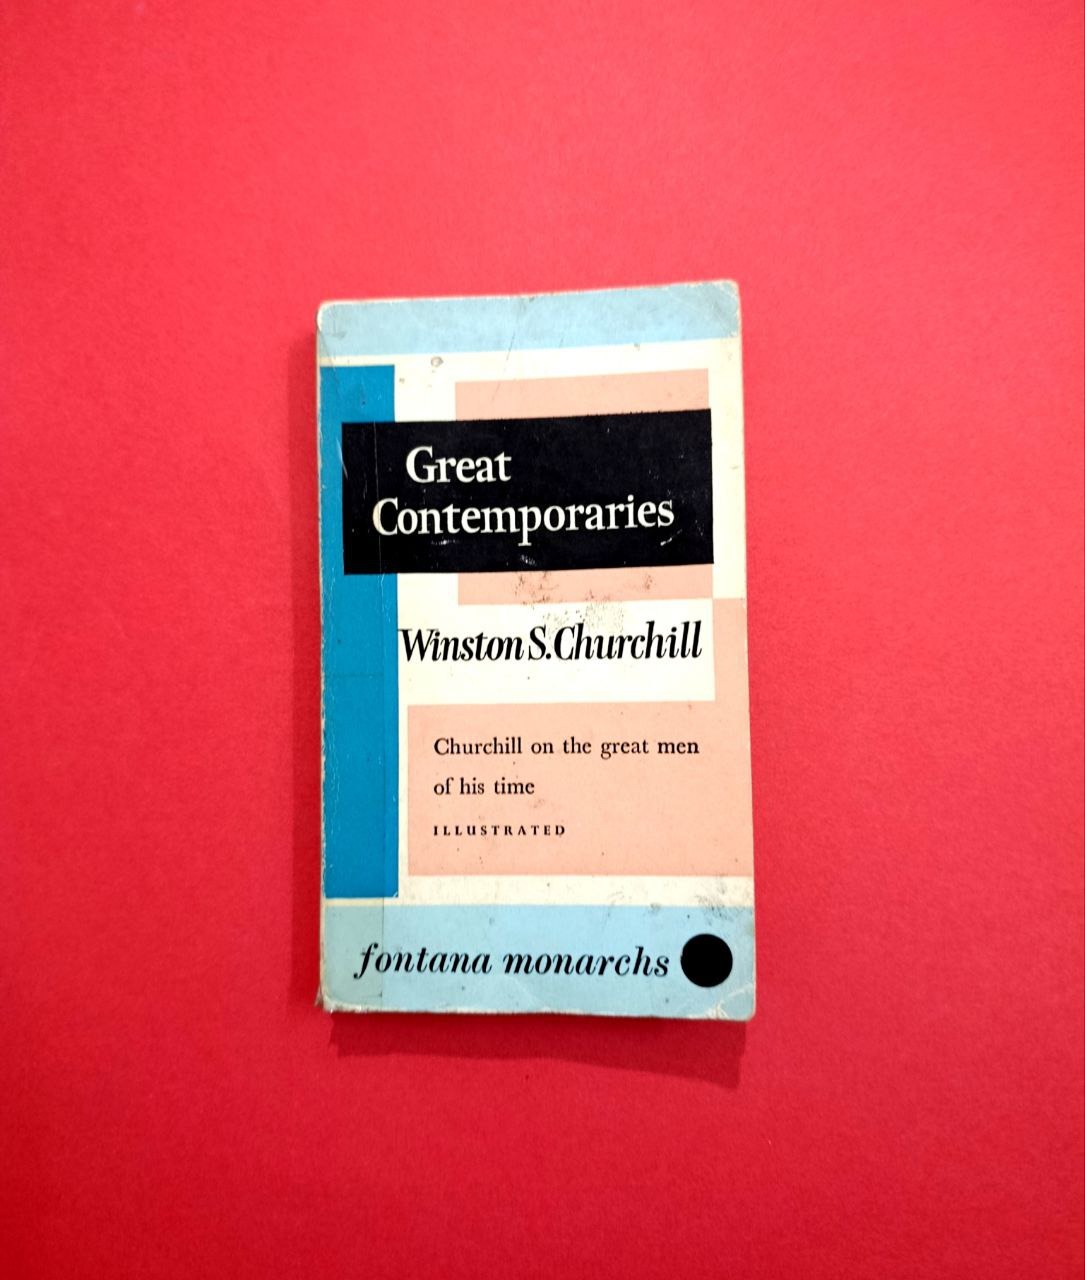 Great
Contemporaries
Winston S. Churchill
Churchill on the great men
of his time
ILLUSTRATED
fontana monarchs